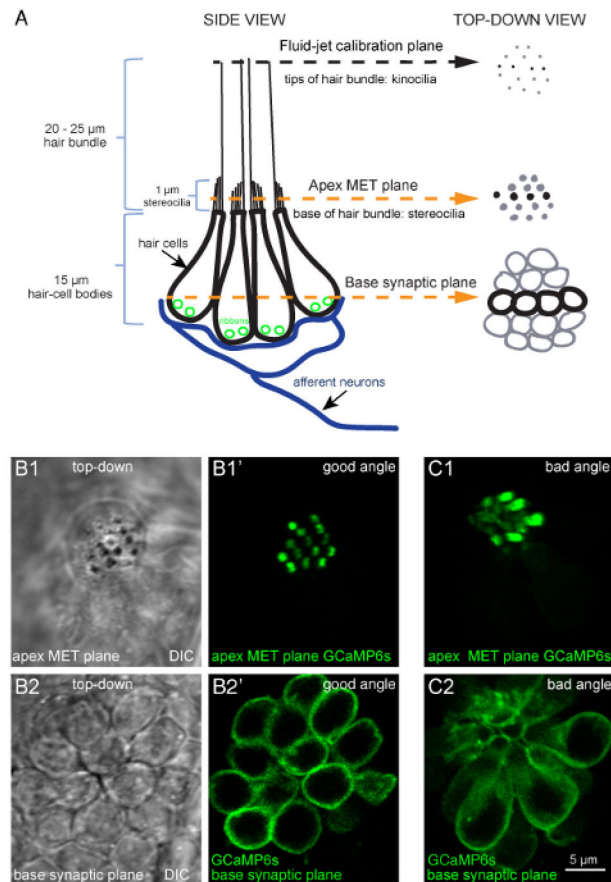 A
SIDE VIEW
TOP-DOWN VIEW
Fluid-jet calibration plane
tips of hair bundle: kinocilia
20 - 25 µm
hair bundle
1 µm
stereocilia
Apex MET plane
base of hair bundle: stereocilia
hair cells
15 µm
hair-cell bodies
Base synaptic plane
ribbons
afferent neurons
B1
top-down
apex MET plane
DIC
B1'
good angle
apex MET plane GCaMP6s
C1
bad angle
apex MET plane GCaMP6s
B2
top-down
base synaptic plane
DIC
B2'
good angle
GCaMP6s
base synaptic plane
C2
bad angle
GCaMP6s
base synaptic plane
5 µm